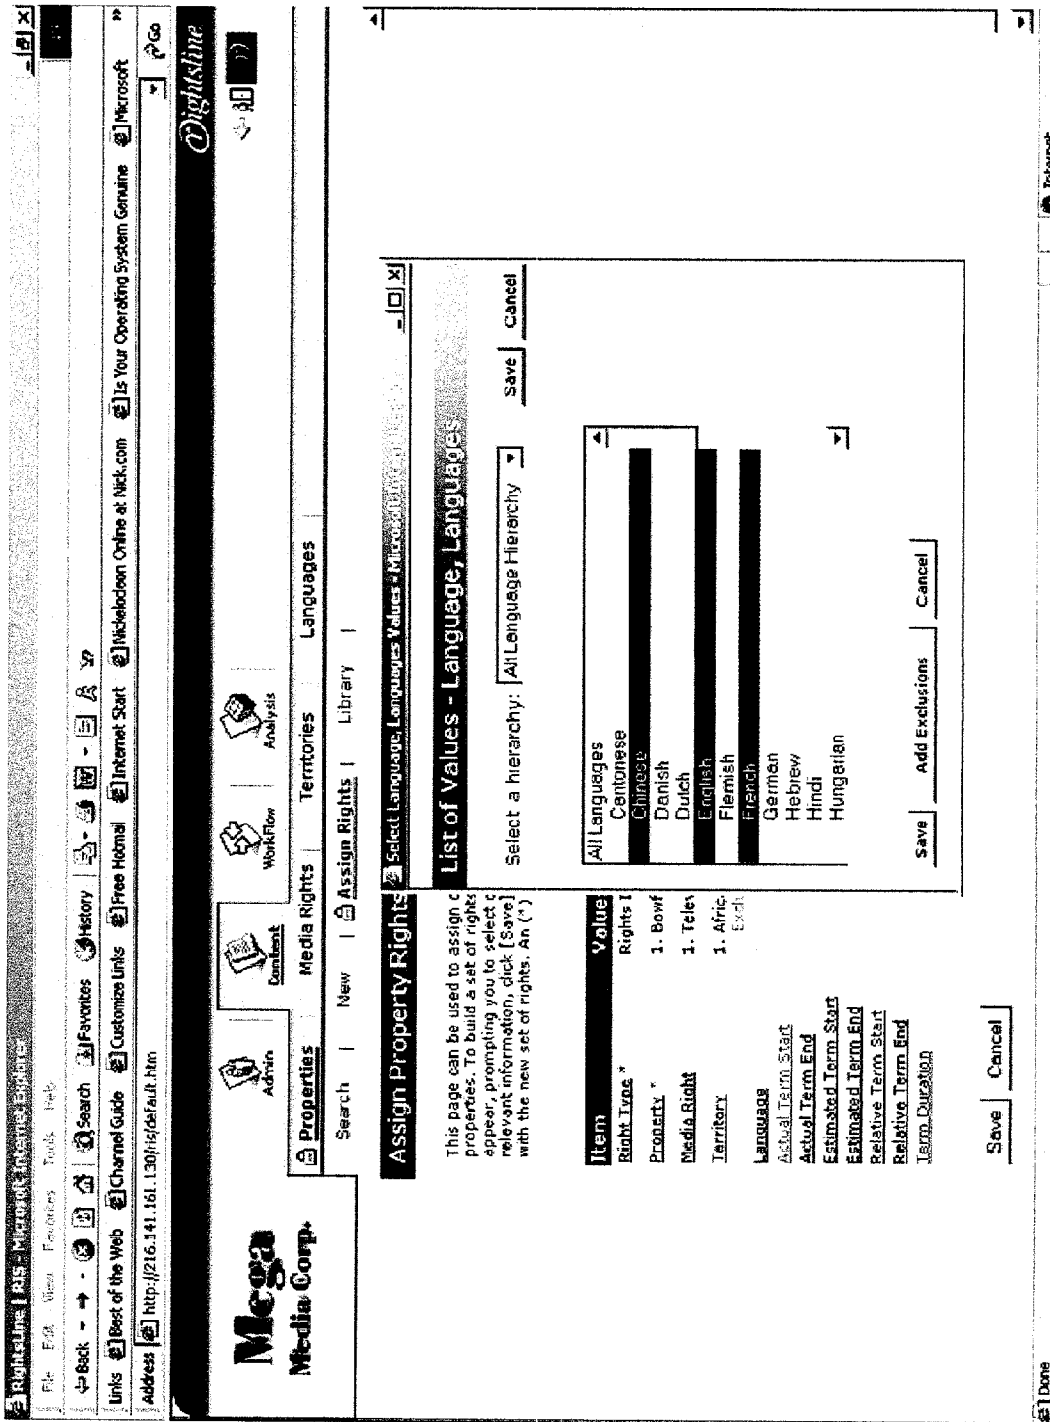 RightsLine | RIS - Microsoft Internet Explorer
File Edit View Favorites Tools Help
Back Search Favorites History
Links Best of the Web Channel Guide Customize Links Free Hotmail Internet Start Nickelodeon Online at Nick.com Is Your Operating System Genuine Microsoft »
Address http://216.141.161.130/ris/default.htm Go
Rightsline
Mega
Media Corp.
Admin Content WorkFlow Analysis
Properties Media Rights Territories Languages
Search | New | Assign Rights | Library |
Assign Property Rights
This page can be used to assign c
properties. To build a set of rights
appear, prompting you to select c
relevant information, click [Save]
with the new set of rights. An (*)
Item Value
Right Type * Rights I
Property * 1. Bowf
Media Right 1. Telev
Territory 1. Afric
Exclu
Language
Actual Term Start
Actual Term End
Estimated Term Start
Estimated Term End
Relative Term Start
Relative Term End
Term Duration
Save Cancel
Select Language, Languages Values - Microsoft
List of Values - Language, Languages
Save Cancel
Select a hierarchy: All Language Hierarchy
All Languages
Cantonese
Chinese
Danish
Dutch
English
Flemish
French
German
Hebrew
Hindi
Hungarian
Save Add Exclusions Cancel
Done Internet